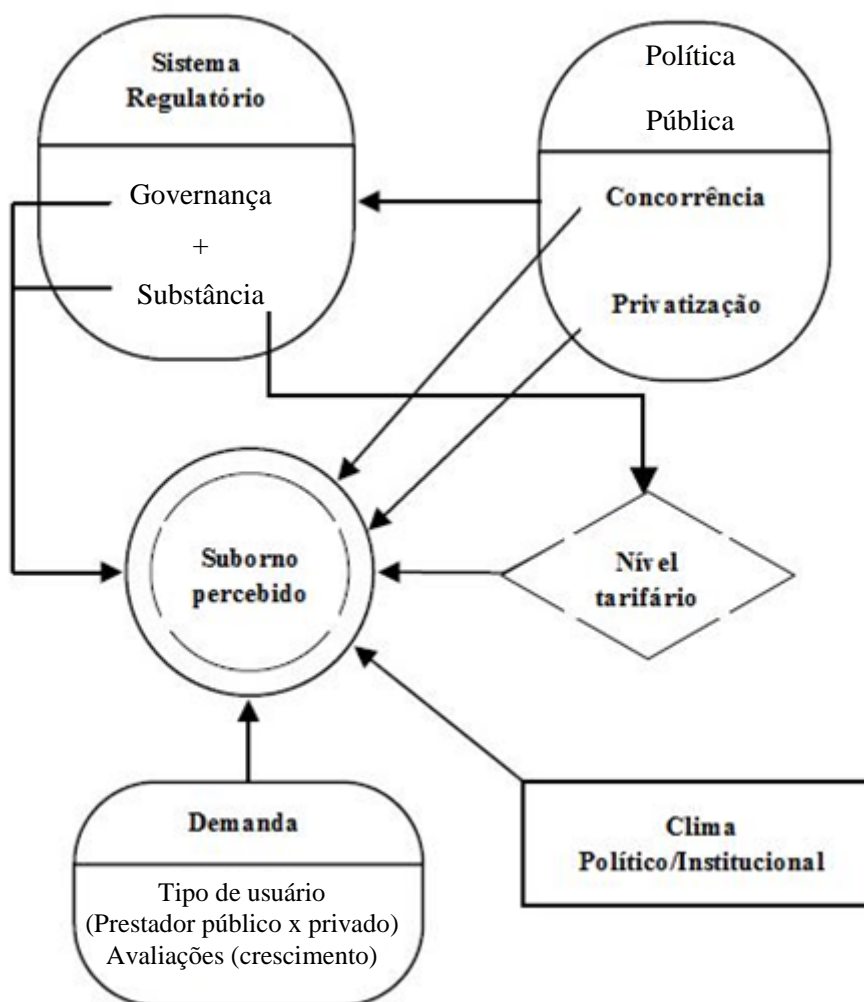 Sistema
Regulatório
Governança
+
Substância
Política
Pública
Concorrência
Privatização
Suborno
percebido
Nível
tarifário
Demanda
Tipo de usuário
(Prestador público x privado)
Avaliações (crescimento)
Clima
Político/Institucional